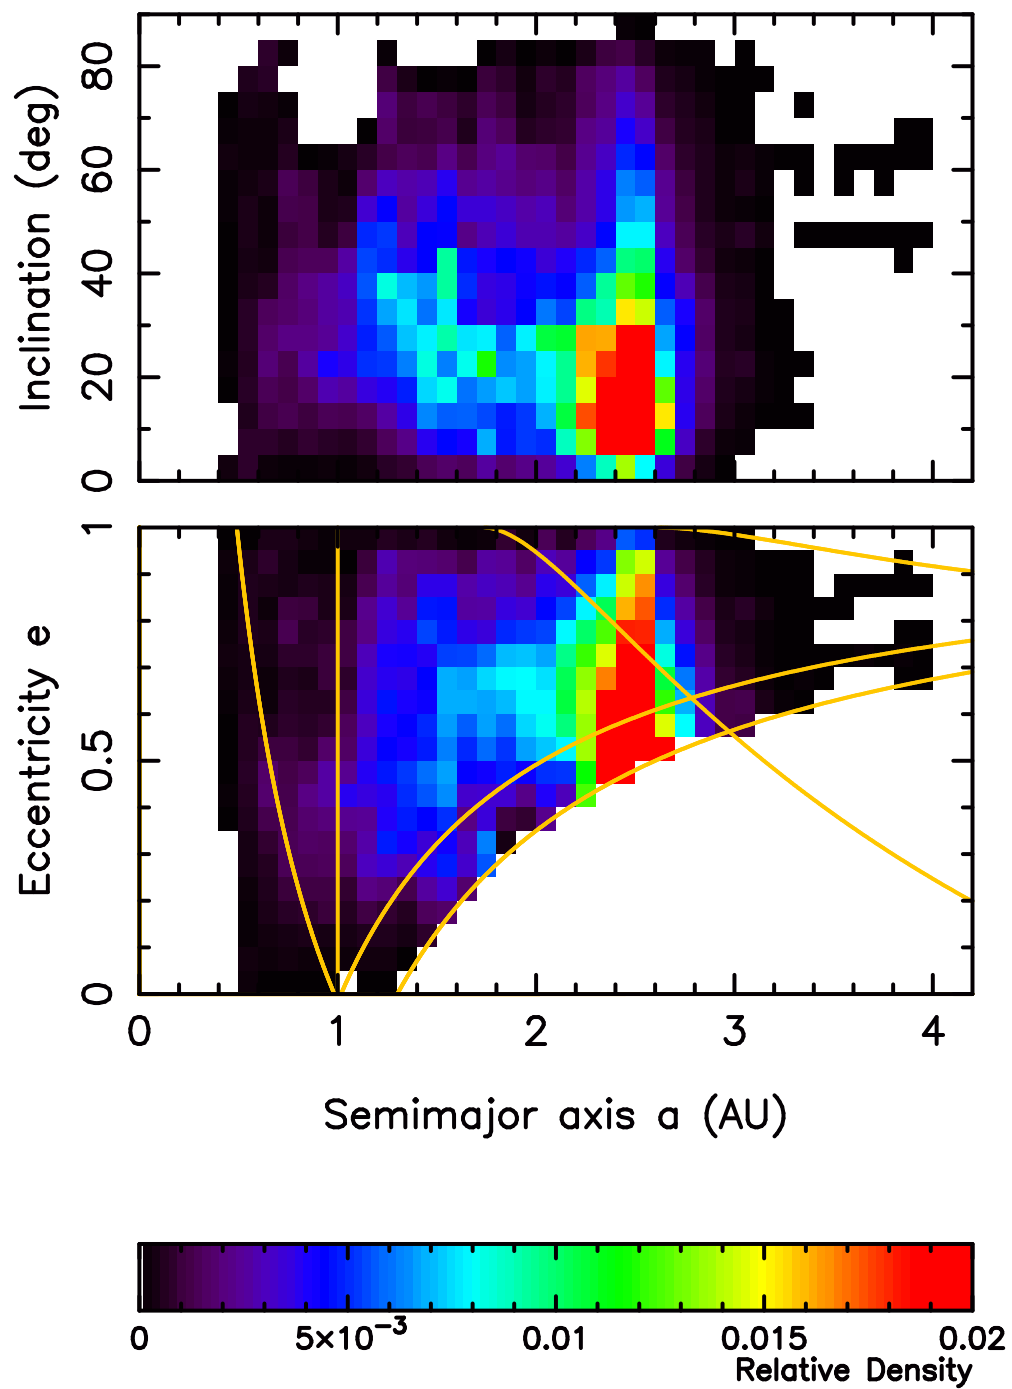 Inclination (deg)
80
60
40
20
0
Eccentricity e
1
0.5
0
0 1 2 3 4
Semimajor axis a (AU)
0 5×10⁻³ 0.01 0.015 0.02
Relative Density